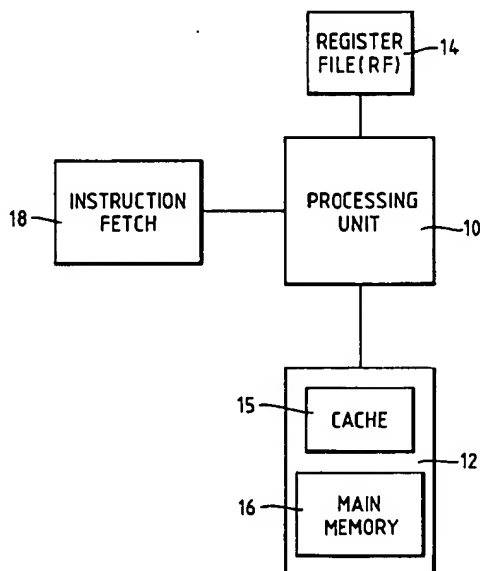 REGISTER
FILE(RF)
14
INSTRUCTION
FETCH
18
PROCESSING
UNIT
10
15
CACHE
12
16
MAIN
MEMORY